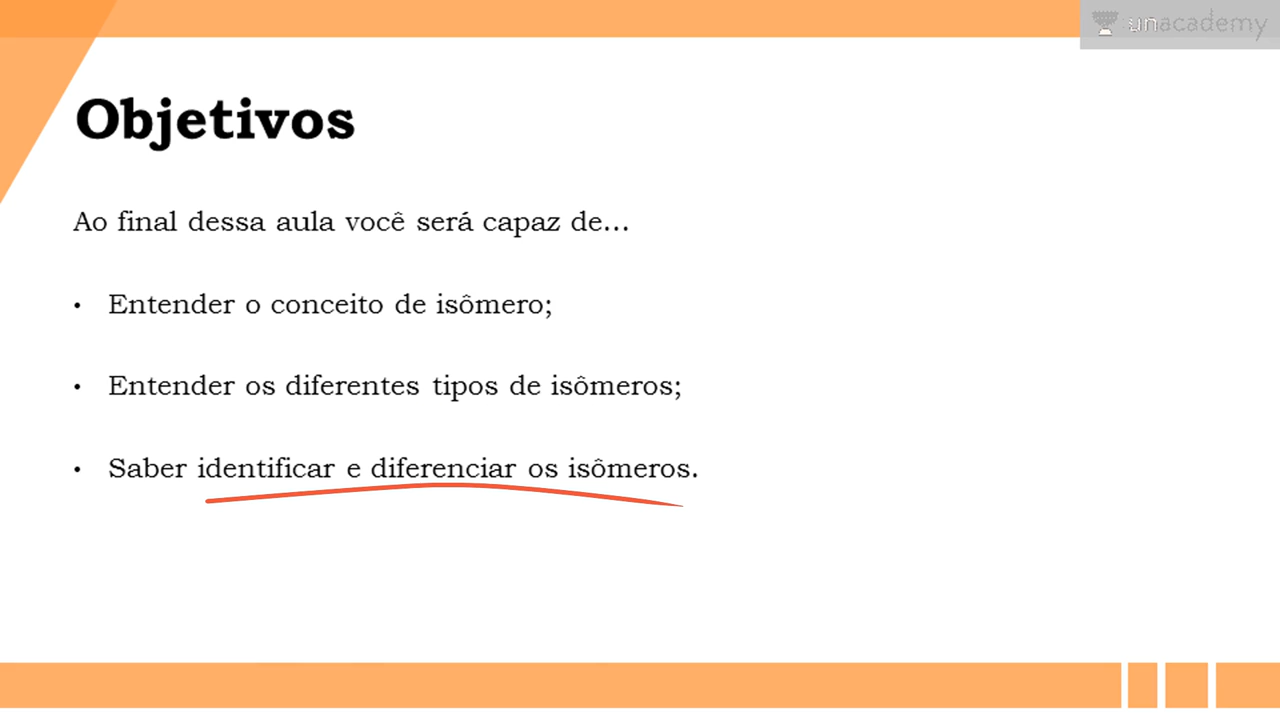 unacademy
Objetivos
Ao final dessa aula você será capaz de...
• Entender o conceito de isômero;
• Entender os diferentes tipos de isômeros;
• Saber identificar e diferenciar os isômeros.